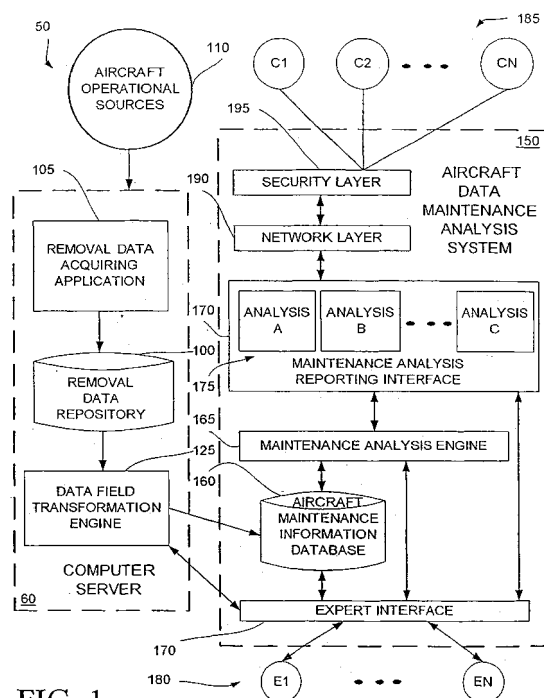 50
110
185
AIRCRAFT
OPERATIONAL
SOURCES
C1
C2
CN
195
150
105
190
SECURITY LAYER
AIRCRAFT
DATA
MAINTENANCE
ANALYSIS
SYSTEM
NETWORK LAYER
REMOVAL DATA
ACQUIRING
APPLICATION
170
ANALYSIS
A
ANALYSIS
B
ANALYSIS
C
100
175
MAINTENANCE ANALYSIS
REPORTING INTERFACE
REMOVAL
DATA
REPOSITORY
165
125
MAINTENANCE ANALYSIS ENGINE
160
DATA FIELD
TRANSFORMATION
ENGINE
AIRCRAFT
MAINTENANCE
INFORMATION
DATABASE
COMPUTER
SERVER
60
EXPERT INTERFACE
170
180
E1
EN
FIG. 1